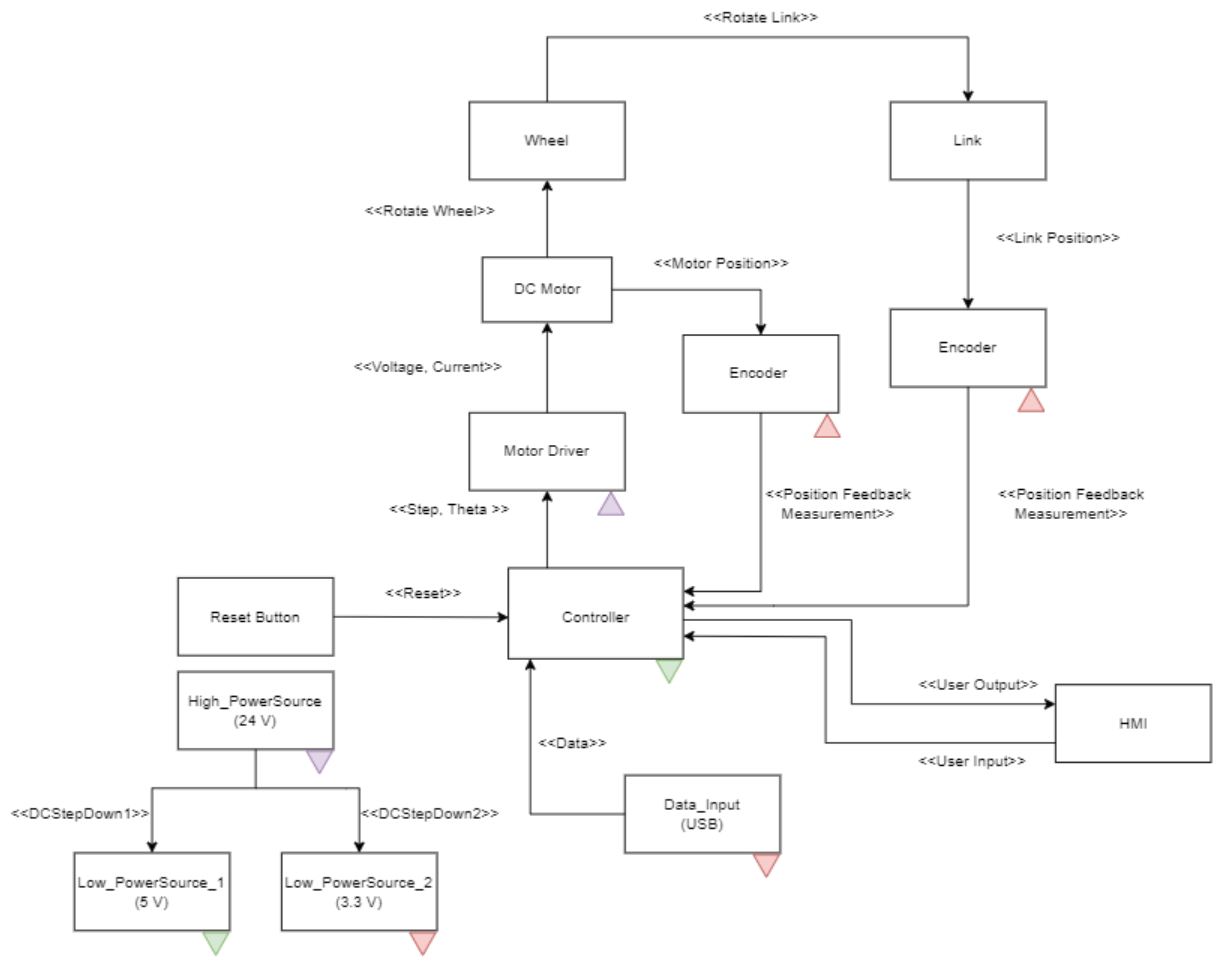 <<Rotate Link>>
Wheel
Link
<<Rotate Wheel>>
<<Link Position>>
<<Motor Position>>
DC Motor
Encoder
Encoder
<<Voltage, Current>>
Motor Driver
<<Step, Theta >>
<<Position Feedback
Measurement>>
<<Position Feedback
Measurement>>
<<Reset>>
Reset Button
Controller
High_PowerSource
(24 V)
<<User Output>>
HMI
<<Data>>
<<User Input>>
<<DCStepDown1>>
<<DCStepDown2>>
Data_Input
(USB)
Low_PowerSource_1
(5 V)
Low_PowerSource_2
(3.3 V)